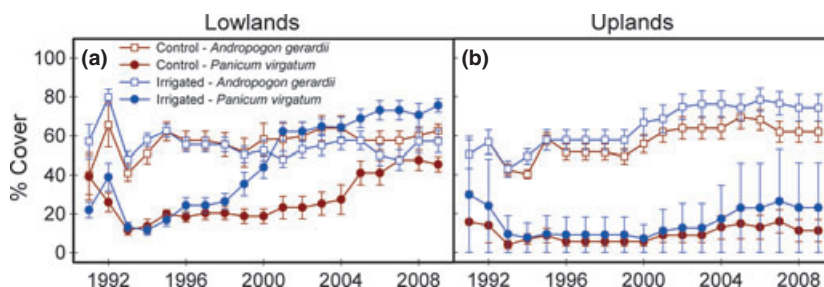 Lowlands
Uplands
% Cover
100
80
60
40
20
0
(a)
Control - Andropogon gerardii
Control - Panicum virgatum
Irrigated - Andropogon gerardii
Irrigated - Panicum virgatum
(b)
1992 1996 2000 2004 2008
1992 1996 2000 2004 2008